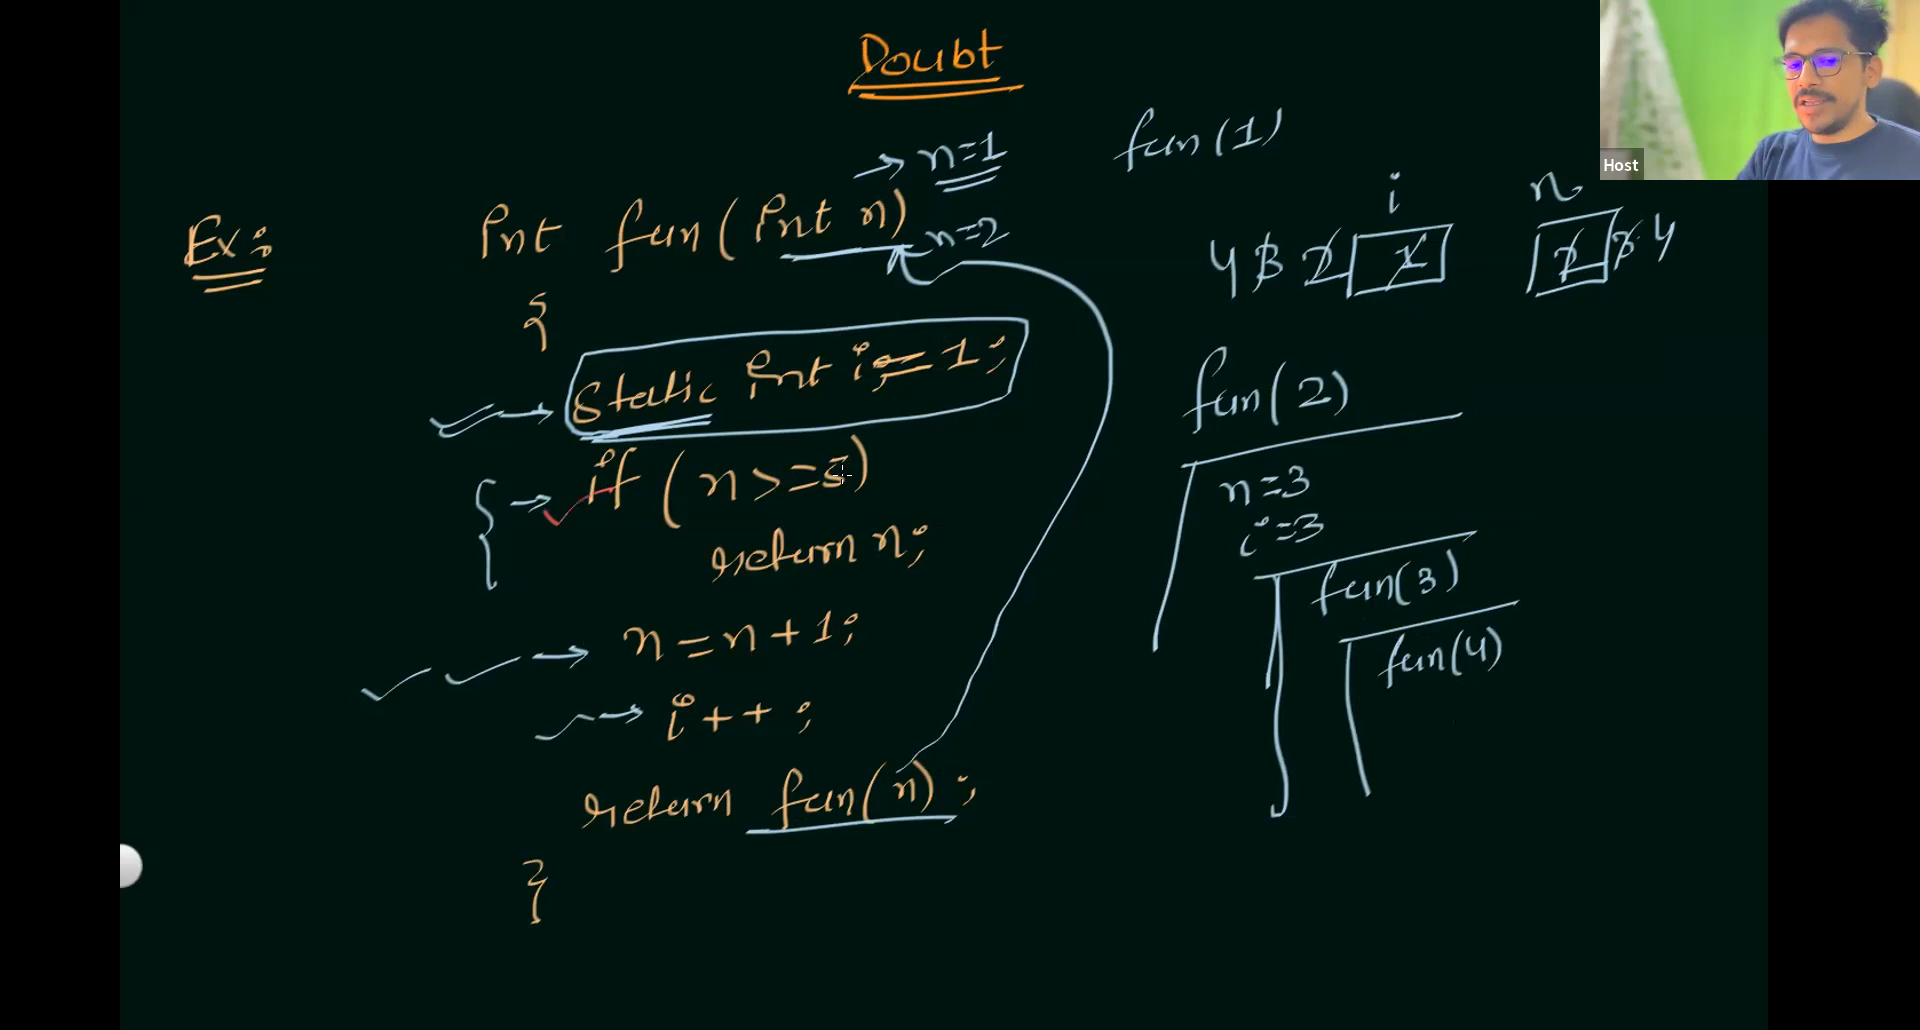 Doubt
→ n=1
fun(1)
Host
Ex:
int fun(int n)
n=2
i
n
4 3 2 1
2 3 4
{
static int i=1;
fun(2)
if (n>=5)
return n;
n=3
i=3
fun(3)
n=n+1;
fun(4)
i++;
return fun(n);
}